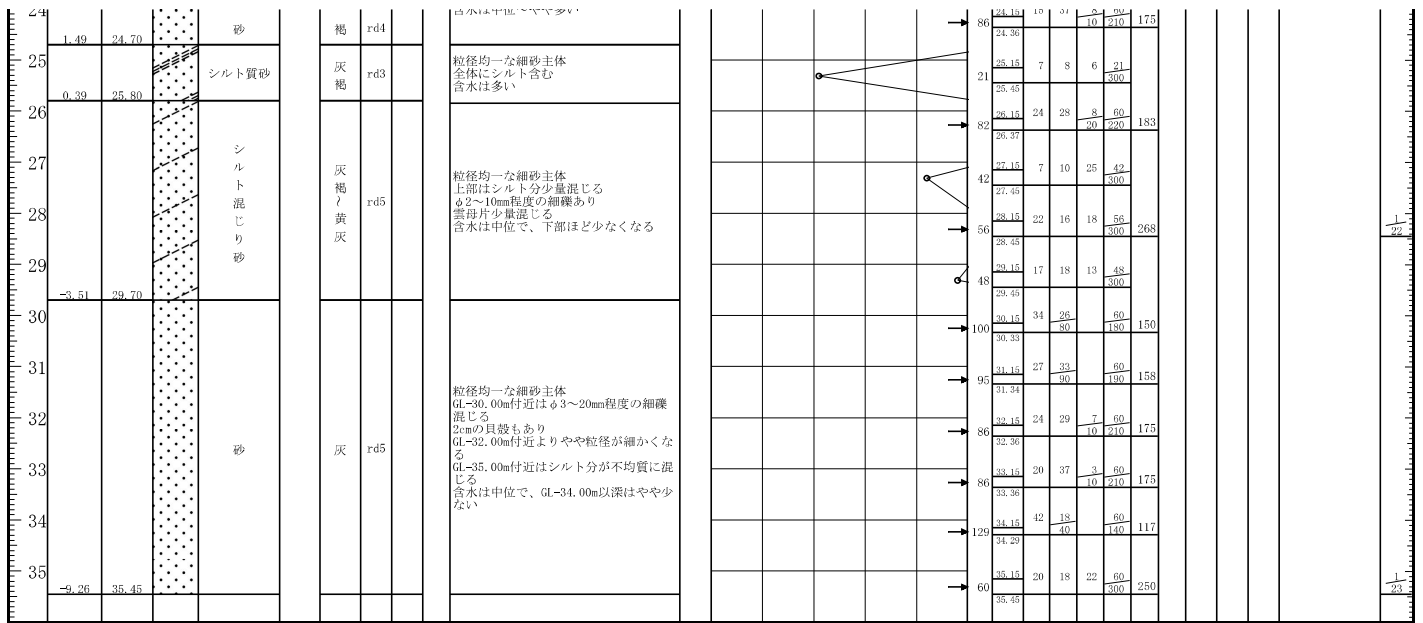 24
25
26
27
28
29
30
31
32
33
34
35
1.49 24.70
0.39 25.80
-3.51 29.70
-9.26 35.45
砂
シルト質砂
シルト混じり砂
砂
褐 rd4
灰褐 rd3
灰褐～黄灰 rd5
灰 rd5
含水は中位～やや多い
粒径均一な細砂主体
全体にシルト含む
含水は多い
粒径均一な細砂主体
上部はシルト分少量混じる
φ2～10mm程度の細礫あり
雲母片少量混じる
含水は中位で、下部ほど少なくなる
粒径均一な細砂主体
GL-30.00m付近はφ3～20mm程度の細礫
混じる
2cmの貝殻もあり
GL-32.00m付近よりやや粒径が細かくな
る
GL-35.00m付近はシルト分が不均質に混
じる
含水は中位で、GL-34.00m以深はやや少
ない
86 24.15 24.36 37 8/10 60/210 175
21 25.15 25.45 7 8 6 21/300
82 26.15 26.37 24 28 8/20 60/220 183
42 27.15 27.45 7 10 25 42/300
56 28.15 28.45 22 16 18 56/300 268
48 29.15 29.45 17 18 13 48/300
100 30.15 30.33 34 26/80 60/180 150
95 31.15 31.34 27 33/90 60/190 158
86 32.15 32.36 24 29 7/10 60/210 175
86 33.15 33.36 20 37 3/10 60/210 175
129 34.15 34.29 42 18/40 60/140 117
60 35.15 35.45 20 18 22 60/300 250
1/22
1/23